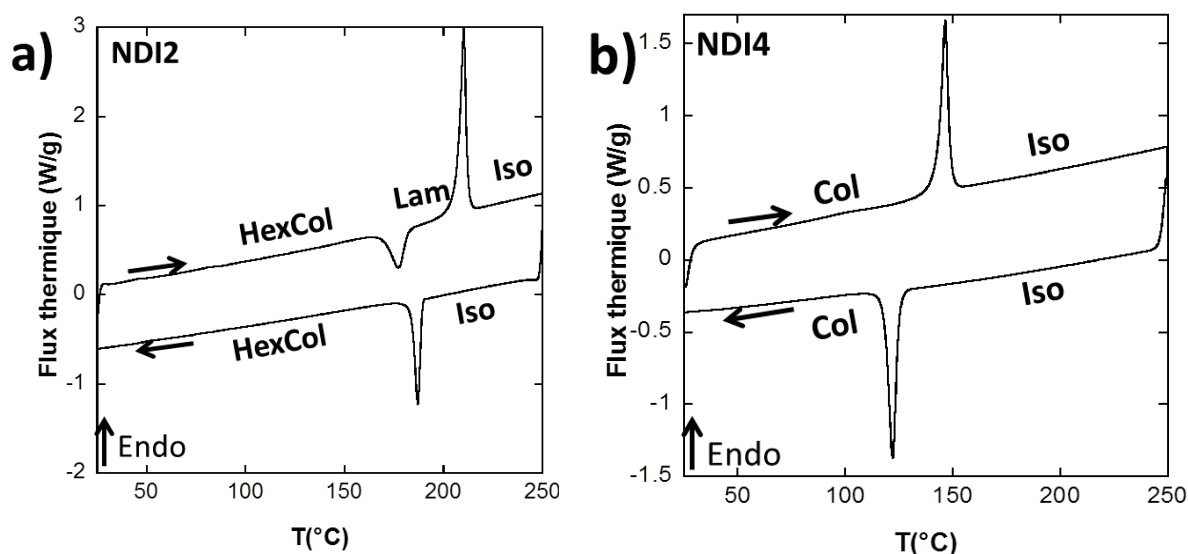 a)
NDI2
3
2
1
0
-1
-2
Flux thermique (W/g)
HexCol
Lam
Iso
HexCol
Iso
Endo
50
100
150
200
250
T(°C)
b)
NDI4
1.5
1
0.5
0
-0.5
-1
-1.5
Flux thermique (W/g)
Col
Iso
Col
Iso
Endo
50
100
150
200
250
T(°C)